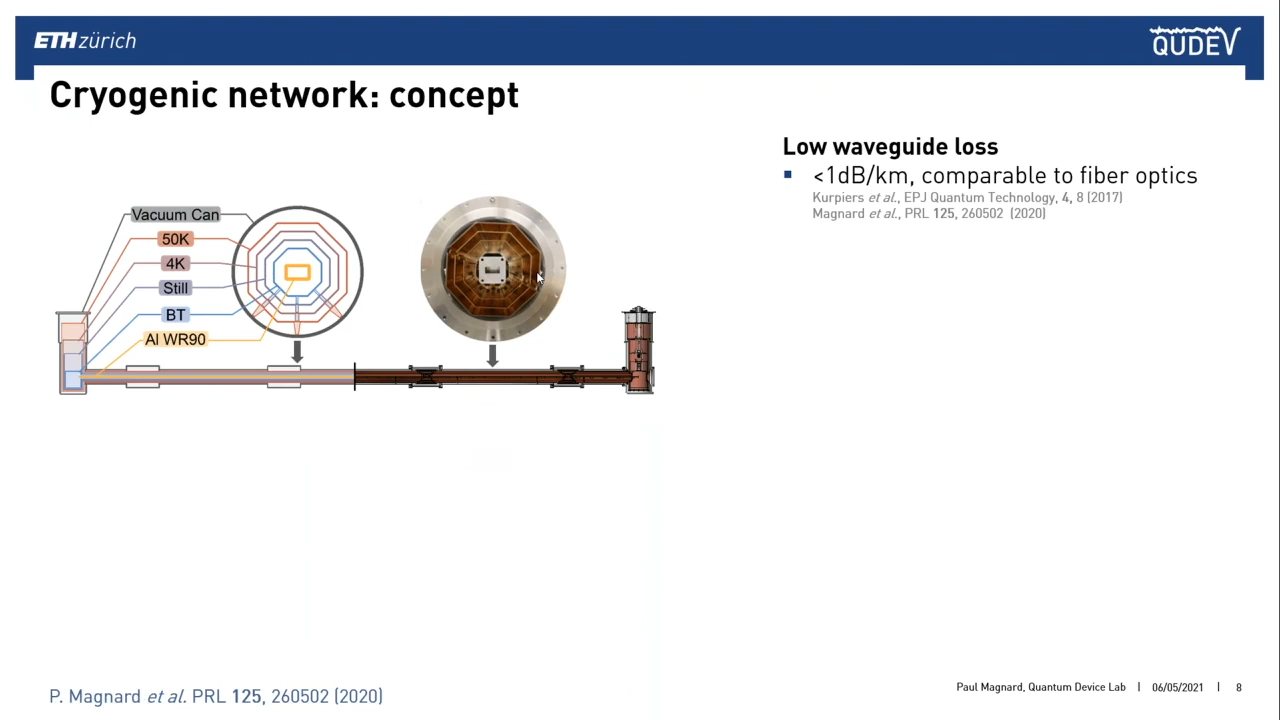 ETH zürich
QUDEV
Cryogenic network: concept
Low waveguide loss
<1dB/km, comparable to fiber optics
Kurpiers et al., EPJ Quantum Technology, 4, 8 (2017)
Magnard et al., PRL 125, 260502 (2020)
Vacuum Can
50K
4K
Still
BT
Al WR90
P. Magnard et al. PRL 125, 260502 (2020)
Paul Magnard, Quantum Device Lab | 06/05/2021 | 8